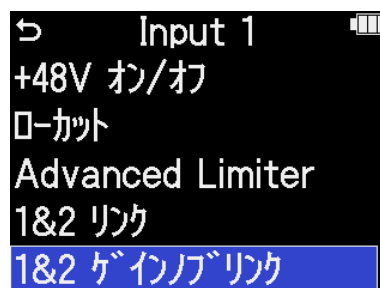 Input 1
+48V オン/オフ
ローカット
Advanced Limiter
1&2 リンク
1&2 ゲインノブリンク